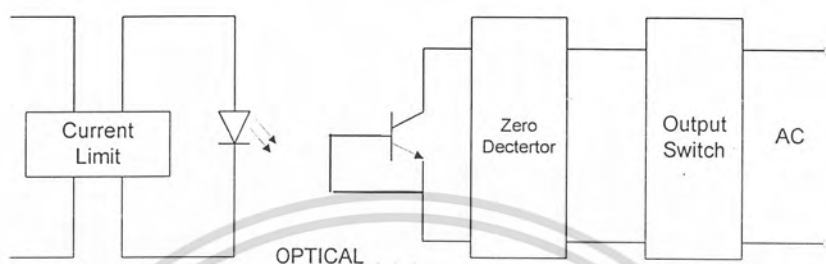 Current
Limit
Zero
Dectertor
Output
Switch
AC
OPTICAL